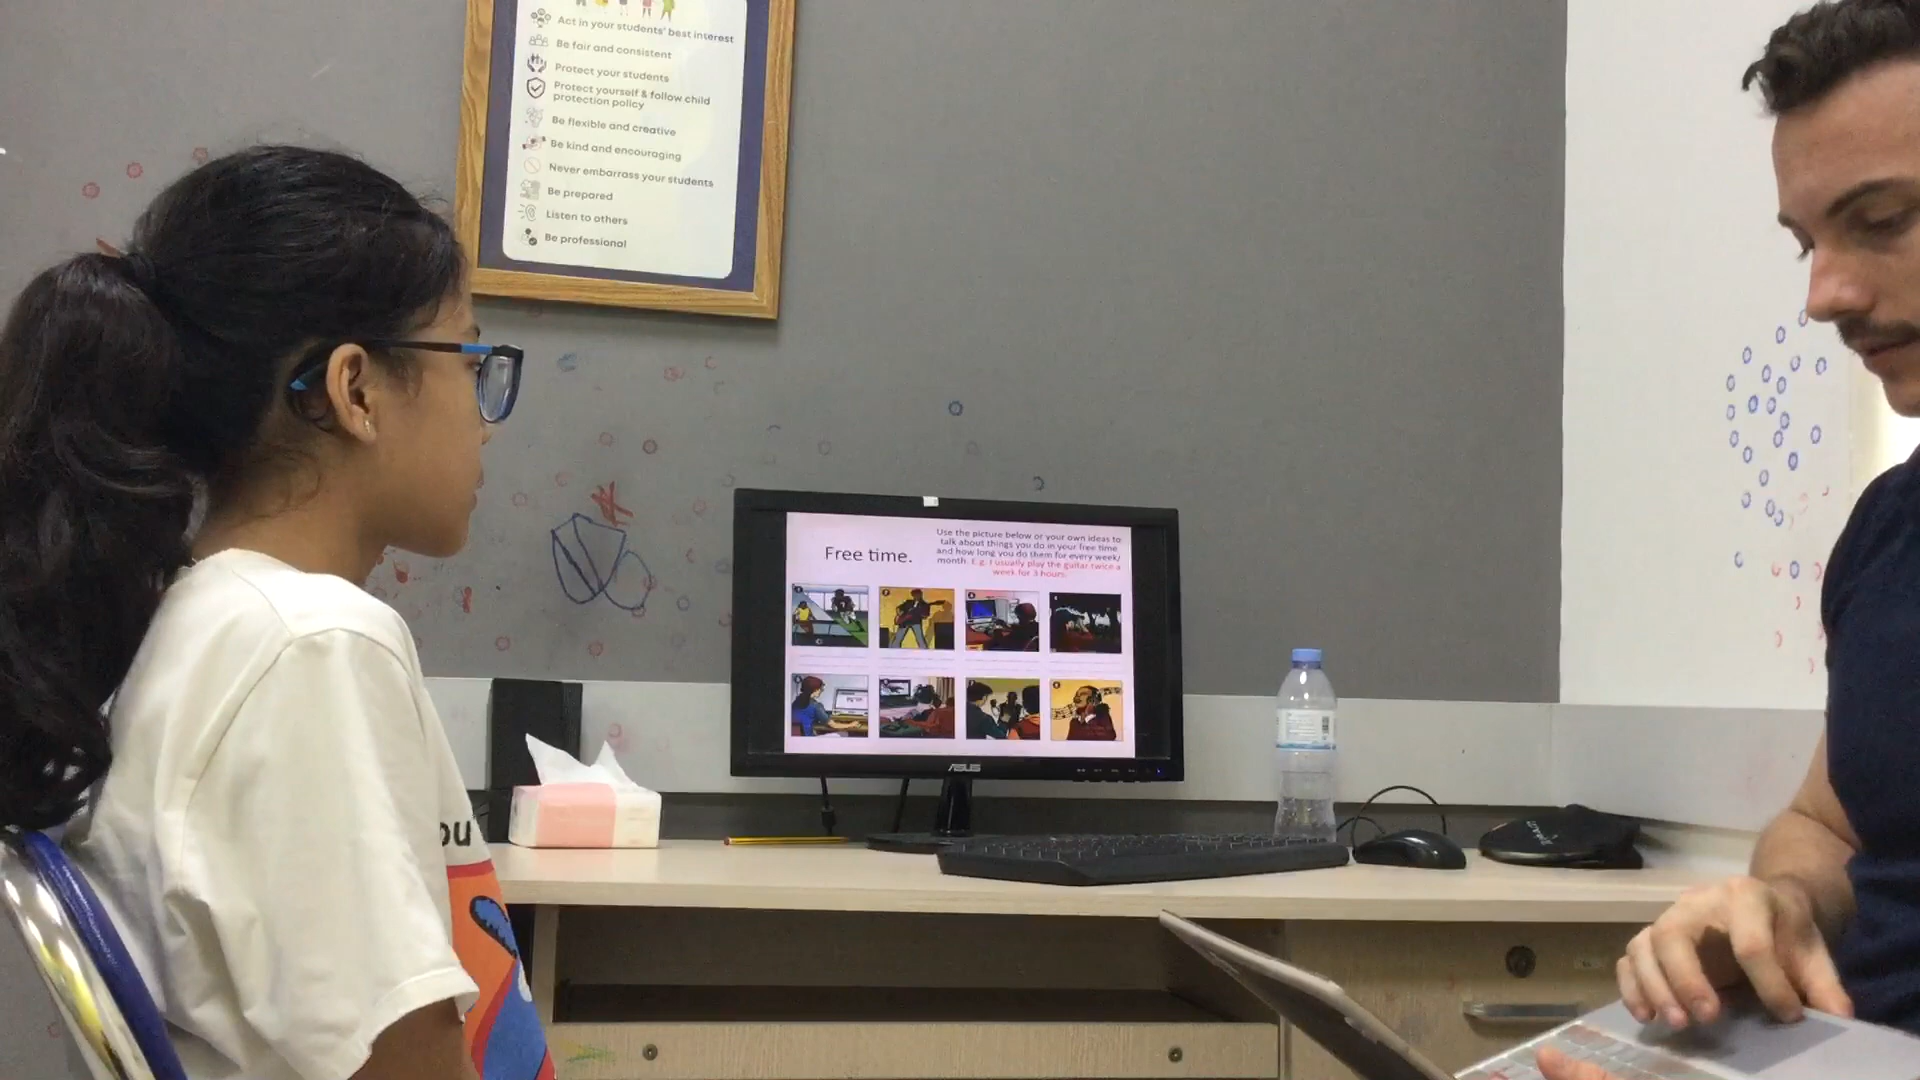 Act in your students' best interest
Be fair and consistent
Protect your students
Protect yourself & follow child
protection policy
Be flexible and creative
Be kind and encouraging
Never embarrass your students
Be prepared
Listen to others
Be professional
Free time.
Use the picture below or your own ideas to
talk about things you do in your free time
and how long you do them for every week/
month. E.g. I usually play the guitar twice a
week for 3 hours.
ASUS
ou